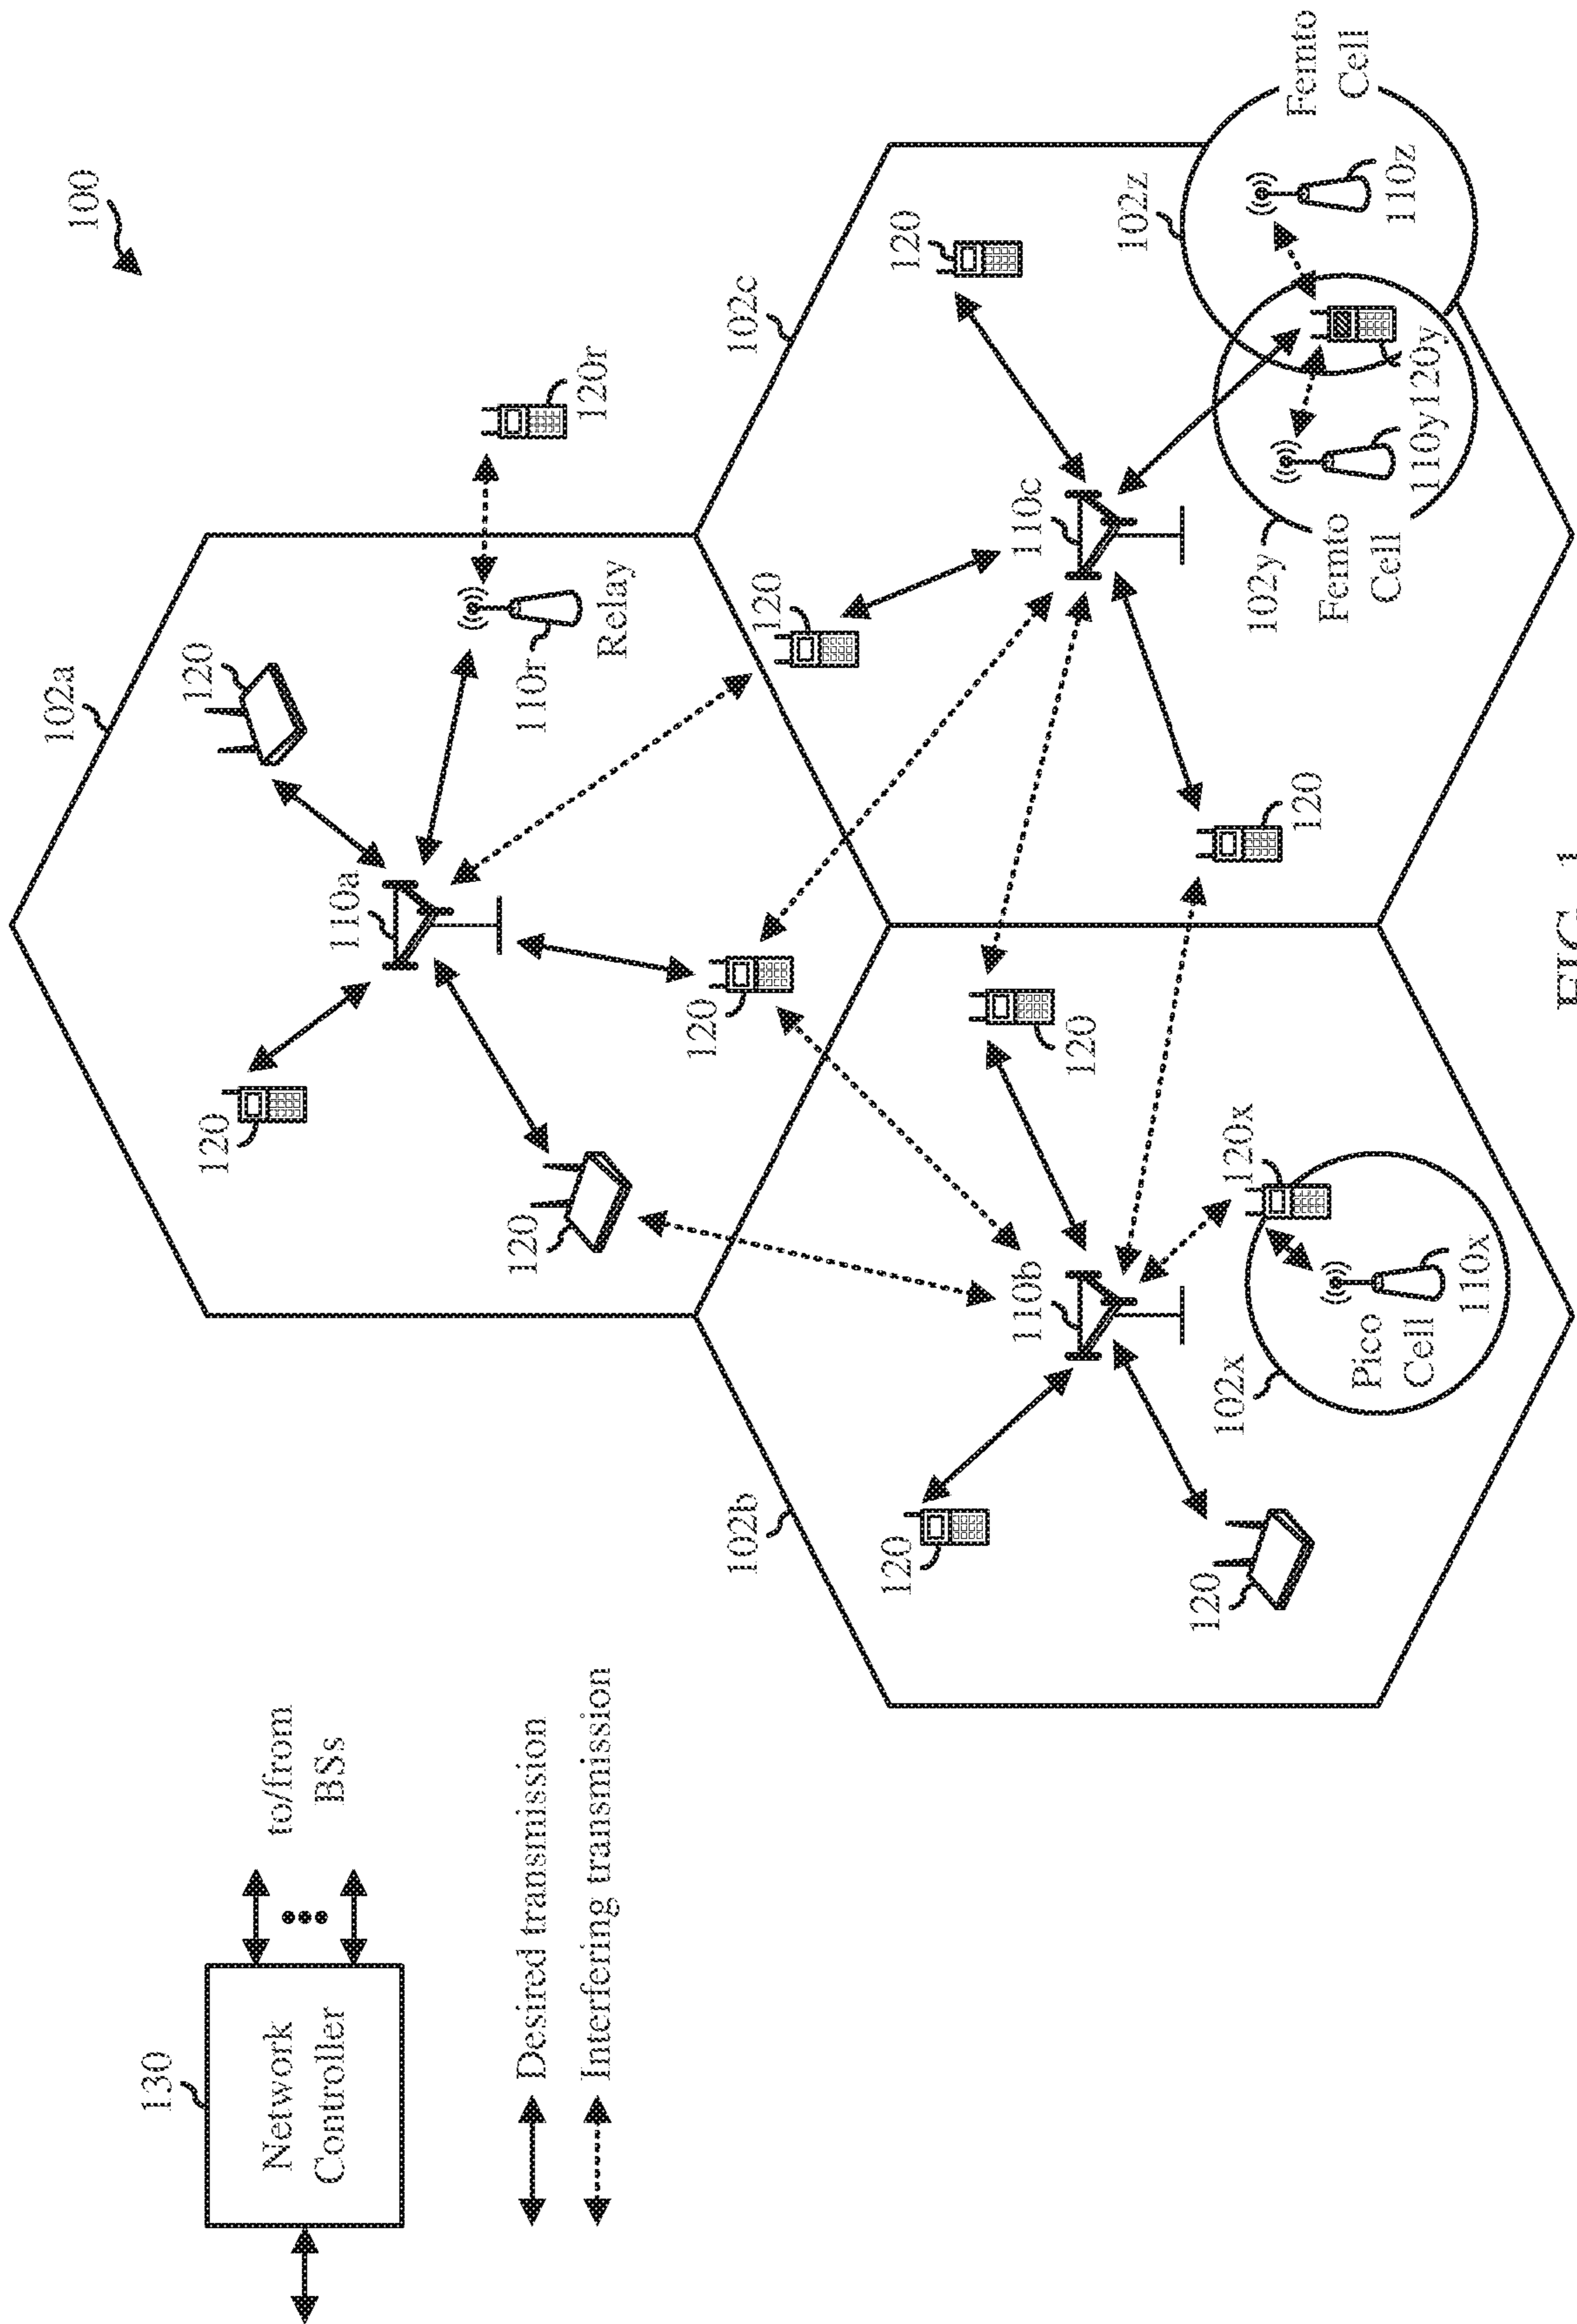 100
130
Network
Controller
to/from
BSs
Desired transmission
Interfering transmission
102a
120
120
110a
120
120
110r
Relay
120r
102b
120
110b
120
120
120x
102x
Pico
Cell
110x
102c
120
120
110c
120
102z
102y
Femto
Cell
110y
120y
110z
Femto
Cell
FIG. 1